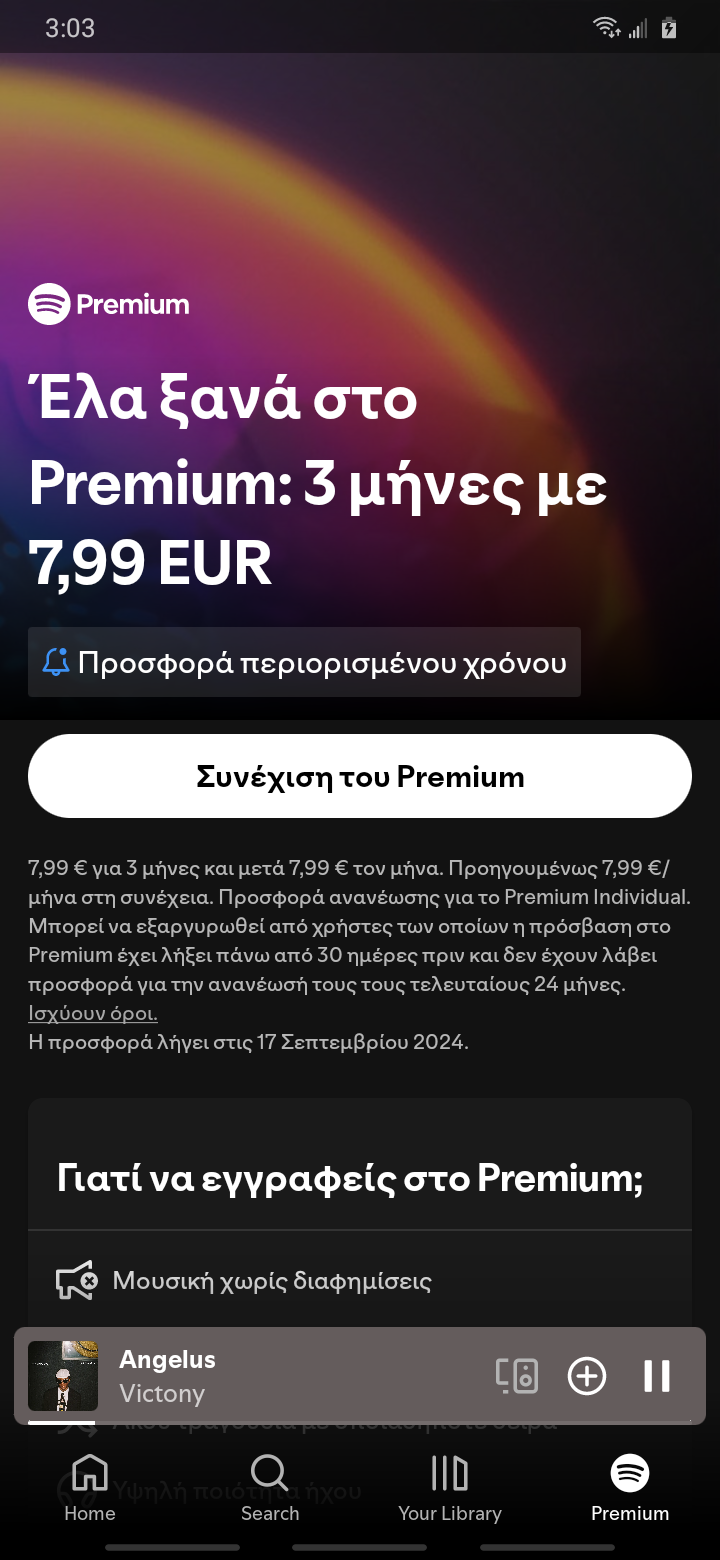 3:03
Premium
Έλα ξανά στο
Premium: 3 μήνες με
7,99 EUR
Προσφορά περιορισμένου χρόνου
Συνέχιση του Premium
7,99 € για 3 μήνες και μετά 7,99 € τον μήνα. Προηγουμένως 7,99 €/
μήνα στη συνέχεια. Προσφορά ανανέωσης για το Premium Individual.
Μπορεί να εξαργυρωθεί από χρήστες των οποίων η πρόσβαση στο
Premium έχει λήξει πάνω από 30 ημέρες πριν και δεν έχουν λάβει
προσφορά για την ανανέωσή τους τους τελευταίους 24 μήνες.
Ισχύουν όροι.
Η προσφορά λήγει στις 17 Σεπτεμβρίου 2024.
Γιατί να εγγραφείς στο Premium;
Μουσική χωρίς διαφημίσεις
Angelus
Victony
Υψηλή ποιότητα ήχου
Home
Search
Your Library
Premium